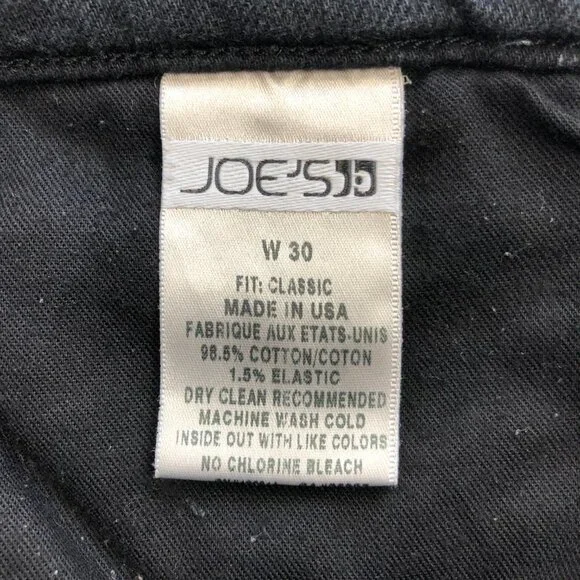 JOE'S
W 30
FIT: CLASSIC
MADE IN USA
FABRIQUE AUX ETATS-UNIS
98.5% COTTON/COTON
1.5% ELASTIC
DRY CLEAN RECOMMENDED
MACHINE WASH COLD
INSIDE OUT WITH LIKE COLORS
NO CHLORINE BLEACH